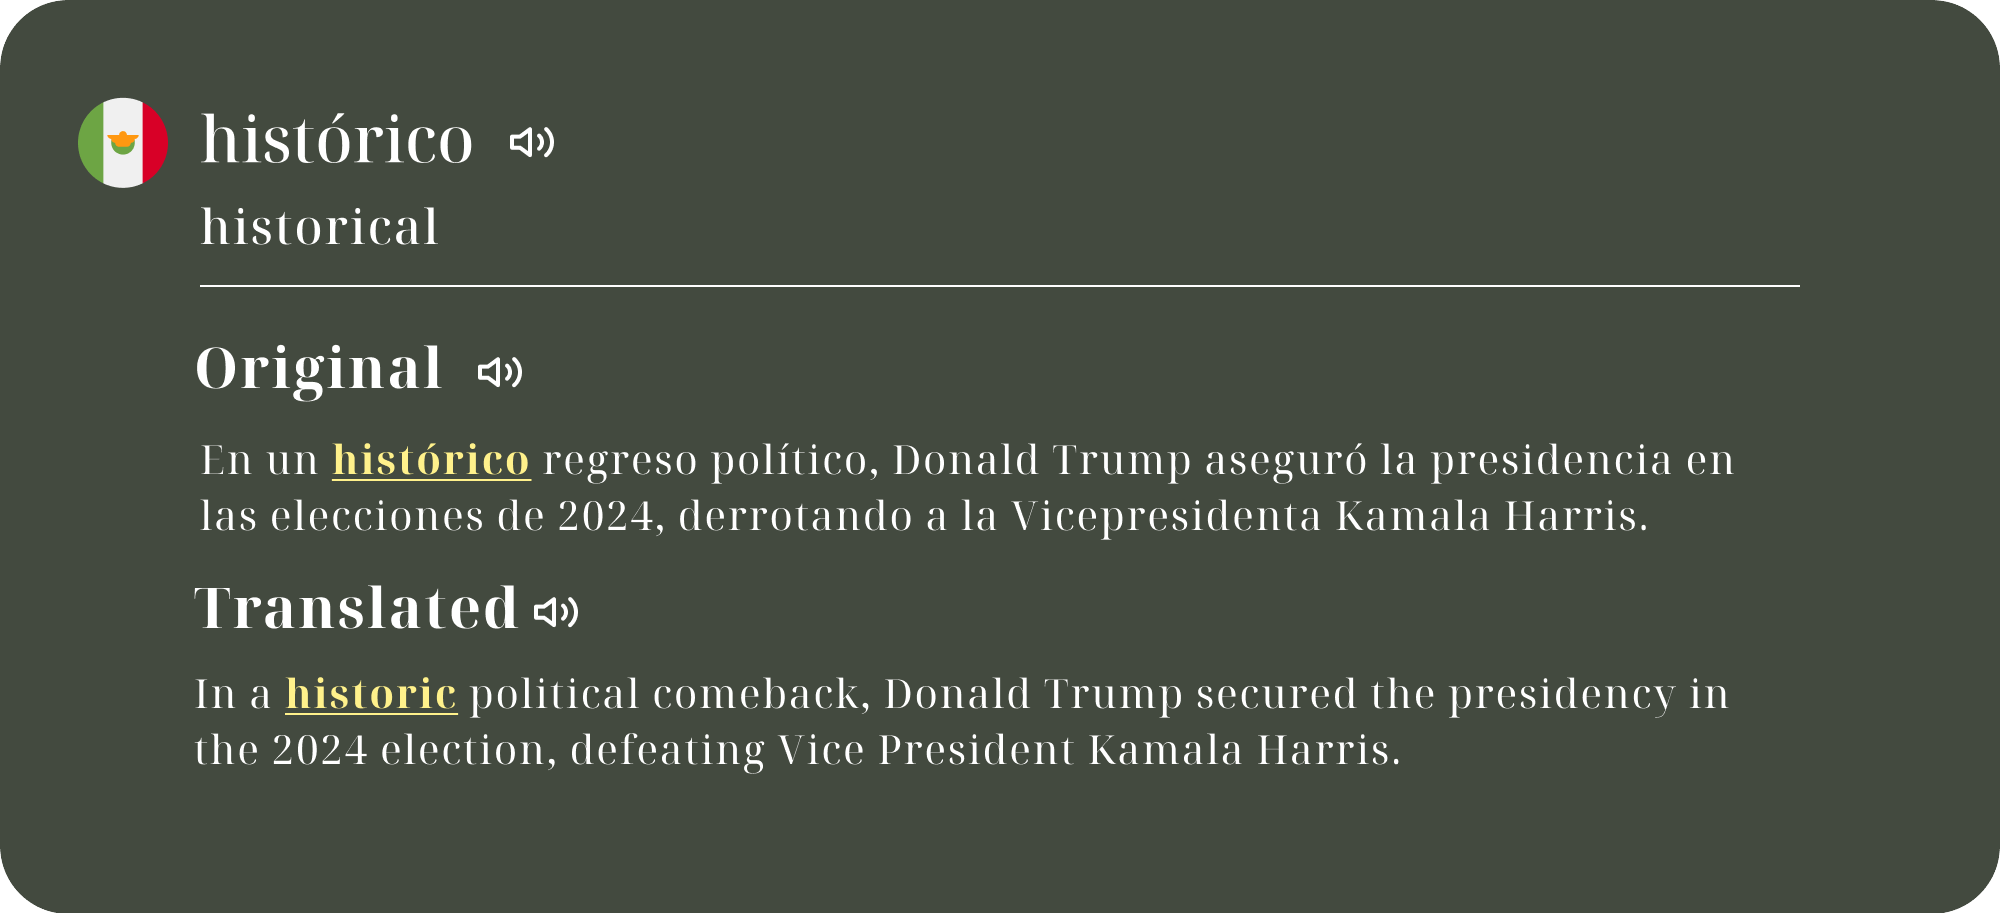 histórico
historical
Original
En un histórico regreso político, Donald Trump aseguró la presidencia en
las elecciones de 2024, derrotando a la Vicepresidenta Kamala Harris.
Translated
In a historic political comeback, Donald Trump secured the presidency in
the 2024 election, defeating Vice President Kamala Harris.